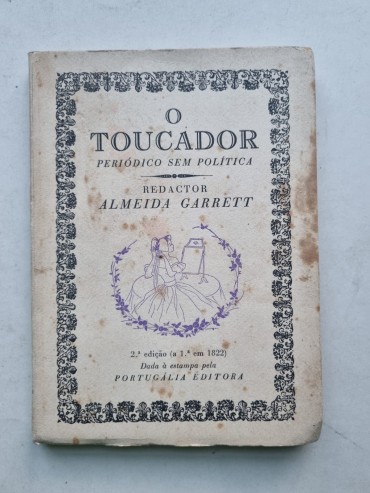 O
TOUCADOR
PERIÓDICO SEM POLÍTICA
REDACTOR
ALMEIDA GARRETT
2.ª edição (a 1.ª em 1822)
Dada à estampa pela
PORTUGÁLIA EDITORA